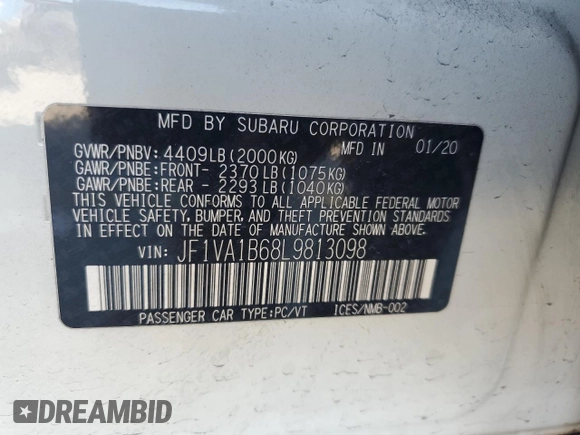 MFD BY SUBARU CORPORATION
GVWR/PNBV: 4409LB(2000KG) MFD IN 01/20
GAWR/PNBE:FRONT- 2370LB(1075KG)
GAWR/PNBE:REAR - 2293LB(1040KG)
THIS VEHICLE CONFORMS TO ALL APPLICABLE FEDERAL MOTOR
VEHICLE SAFETY, BUMPER, AND THEFT PREVENTION STANDARDS
IN EFFECT ON THE DATE OF MANUFACTURE SHOWN ABOVE.
VIN: JF1VA1B68L9813098
PASSENGER CAR TYPE:PC/VT ICES/NMB-002
DREAMBID